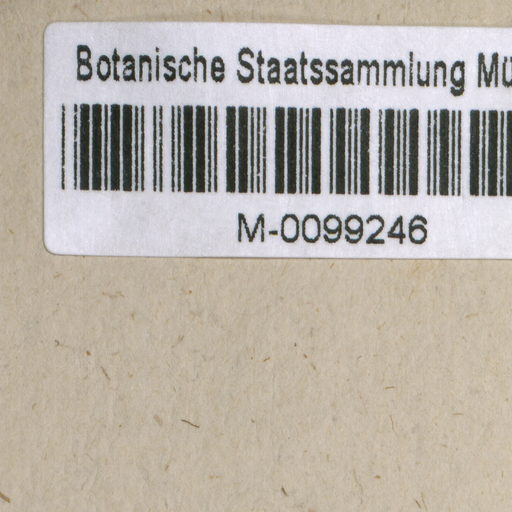 Botanische Staatssammlung Mü
M-0099246